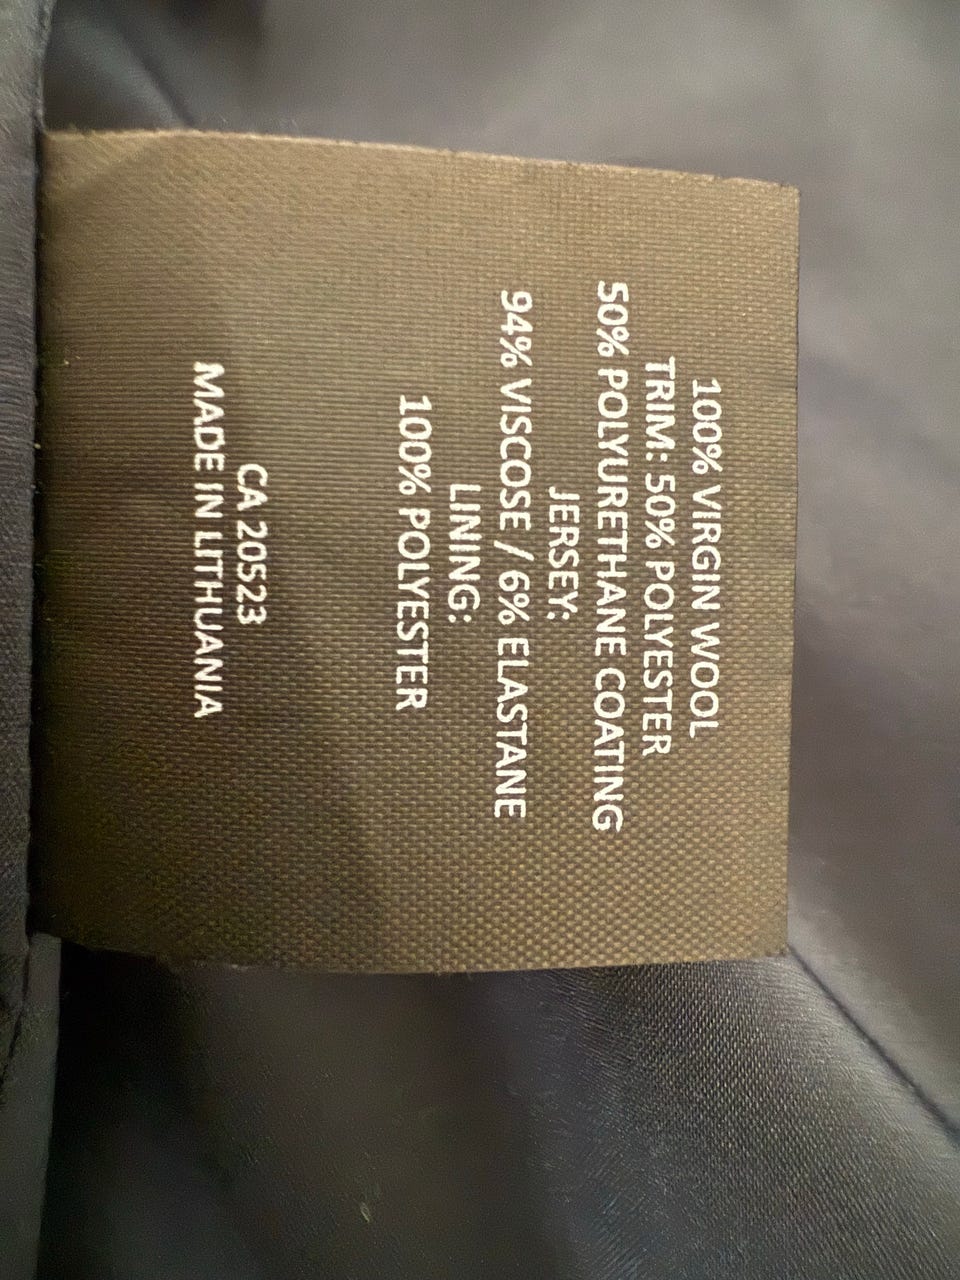 100% VIRGIN WOOL
TRIM: 50% POLYESTER
50% POLYURETHANE COATING
JERSEY:
94% VISCOSE / 6% ELASTANE
LINING:
100% POLYESTER
CA 20523
MADE IN LITHUANIA